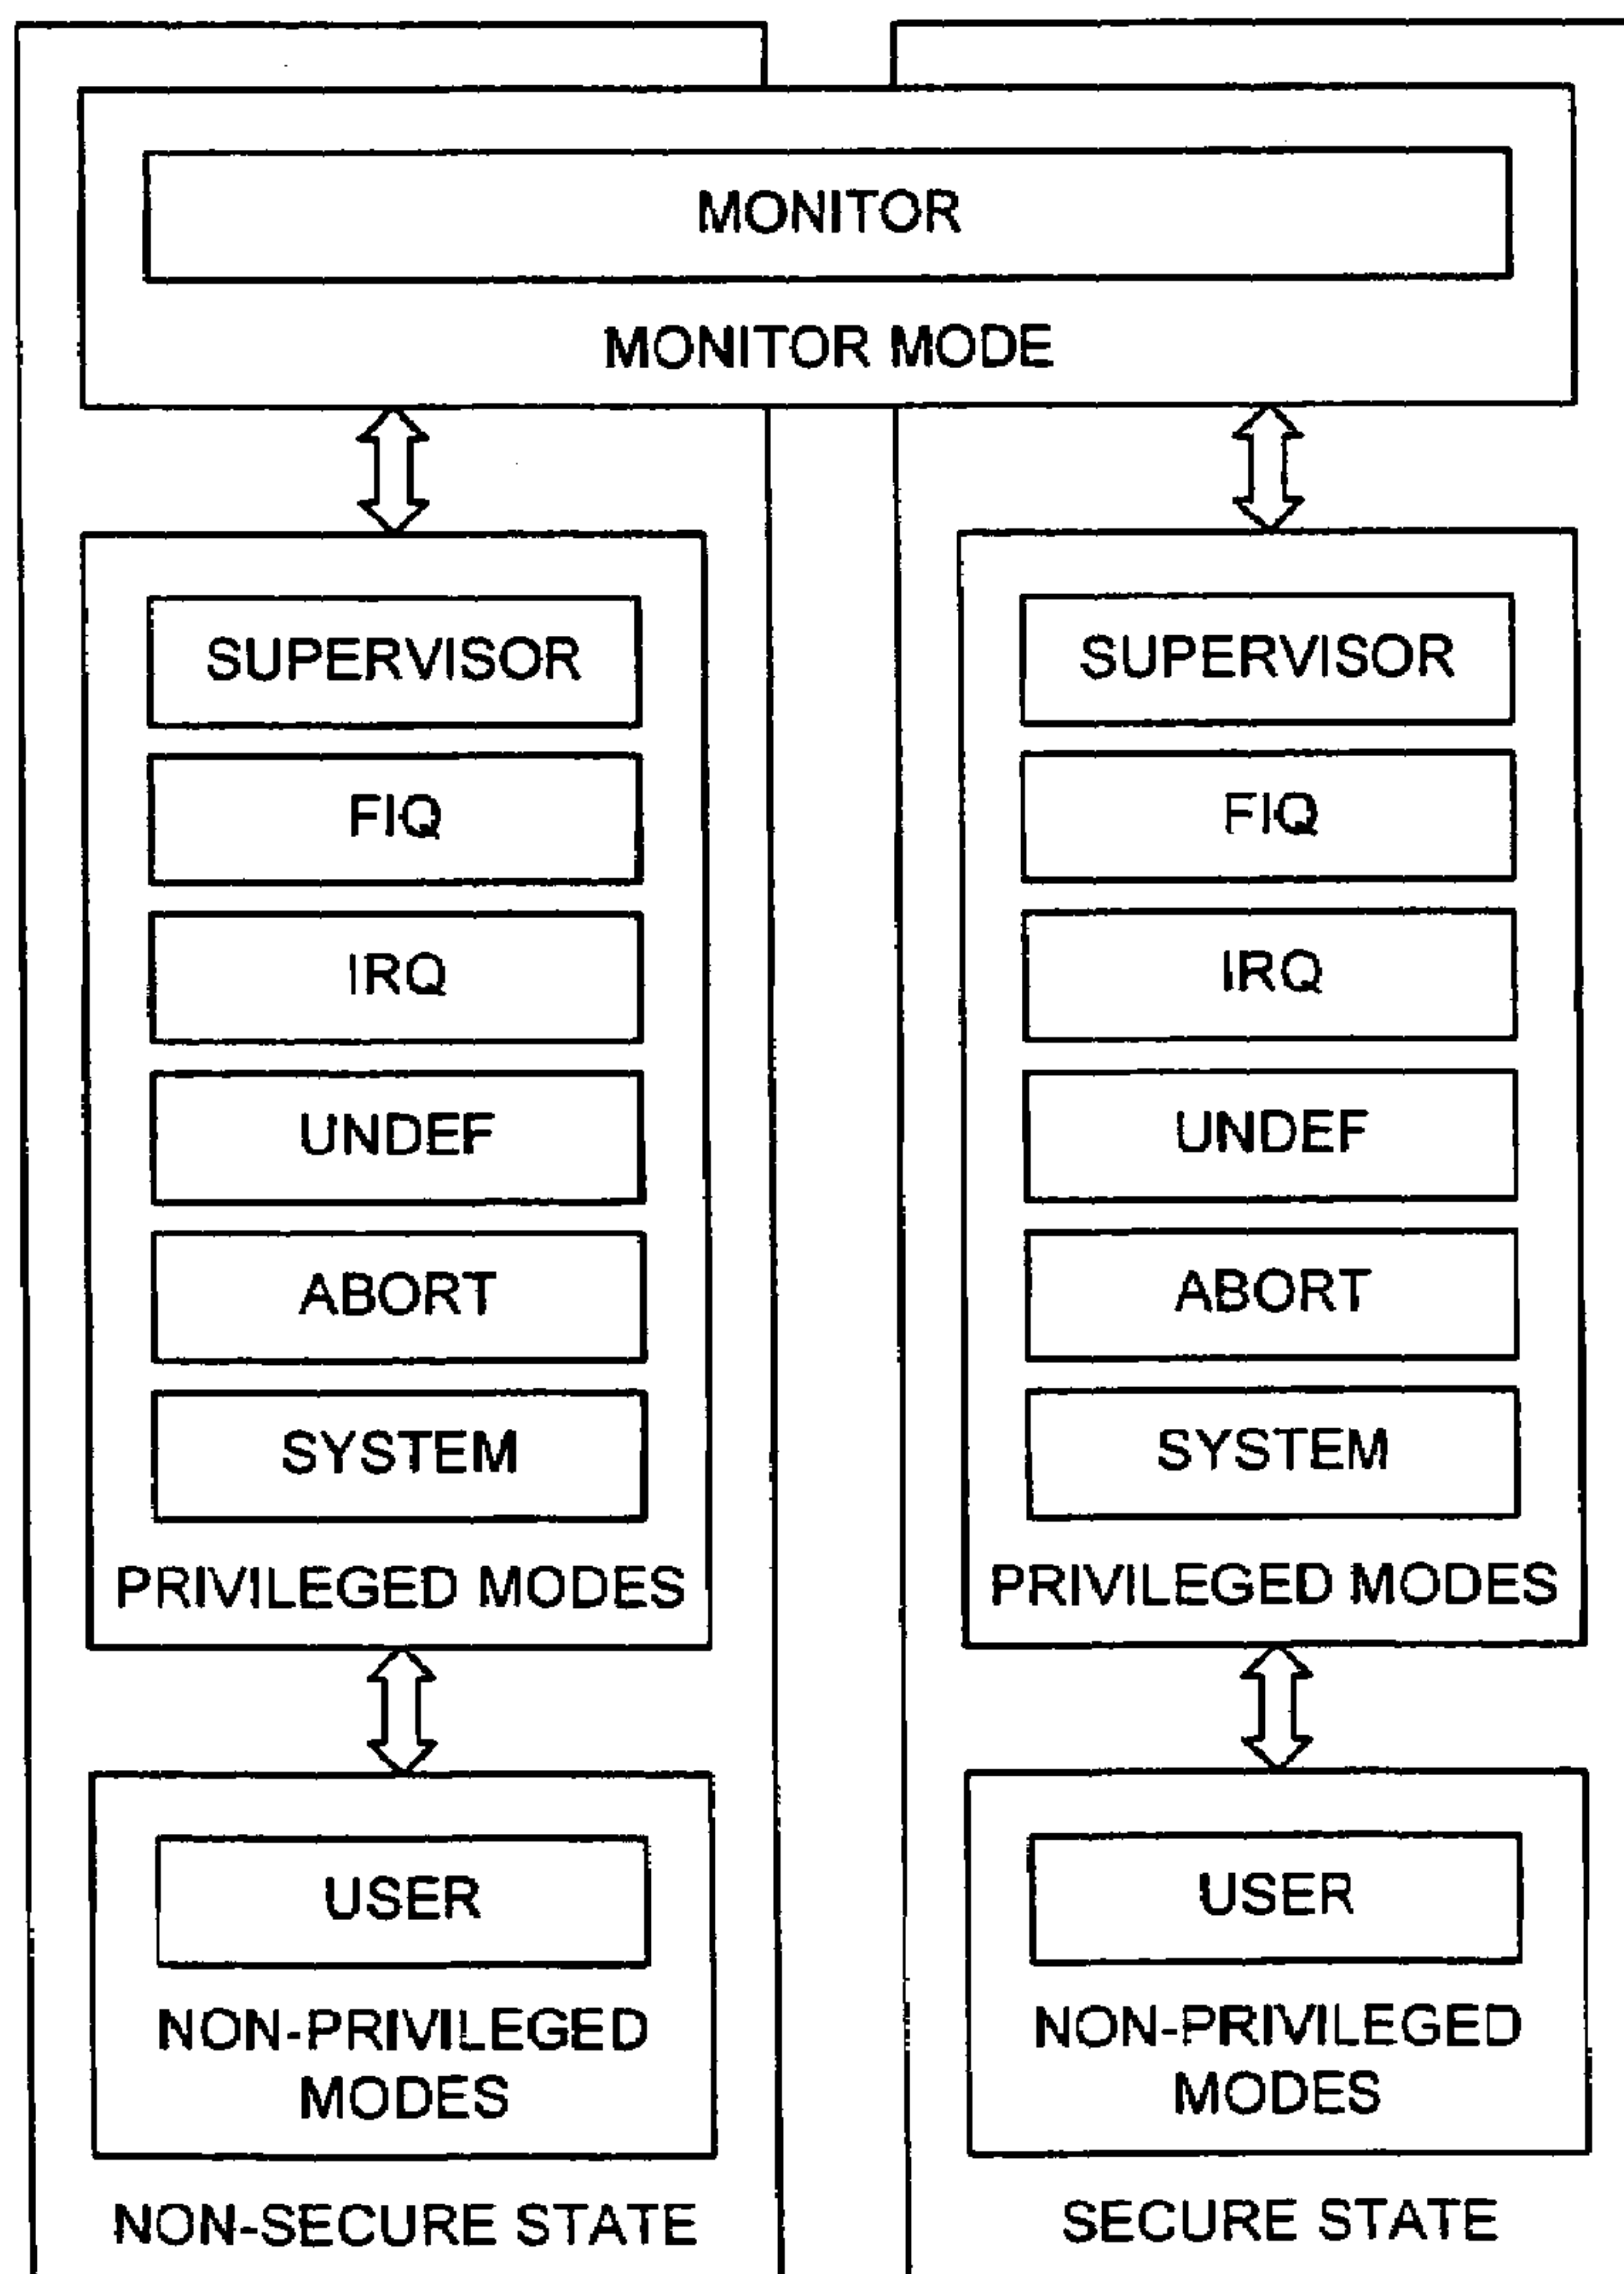 MONITOR
MONITOR MODE
SUPERVISOR
FIQ
IRQ
UNDEF
ABORT
SYSTEM
PRIVILEGED MODES
USER
NON-PRIVILEGED
MODES
NON-SECURE STATE
SUPERVISOR
FIQ
IRQ
UNDEF
ABORT
SYSTEM
PRIVILEGED MODES
USER
NON-PRIVILEGED
MODES
SECURE STATE